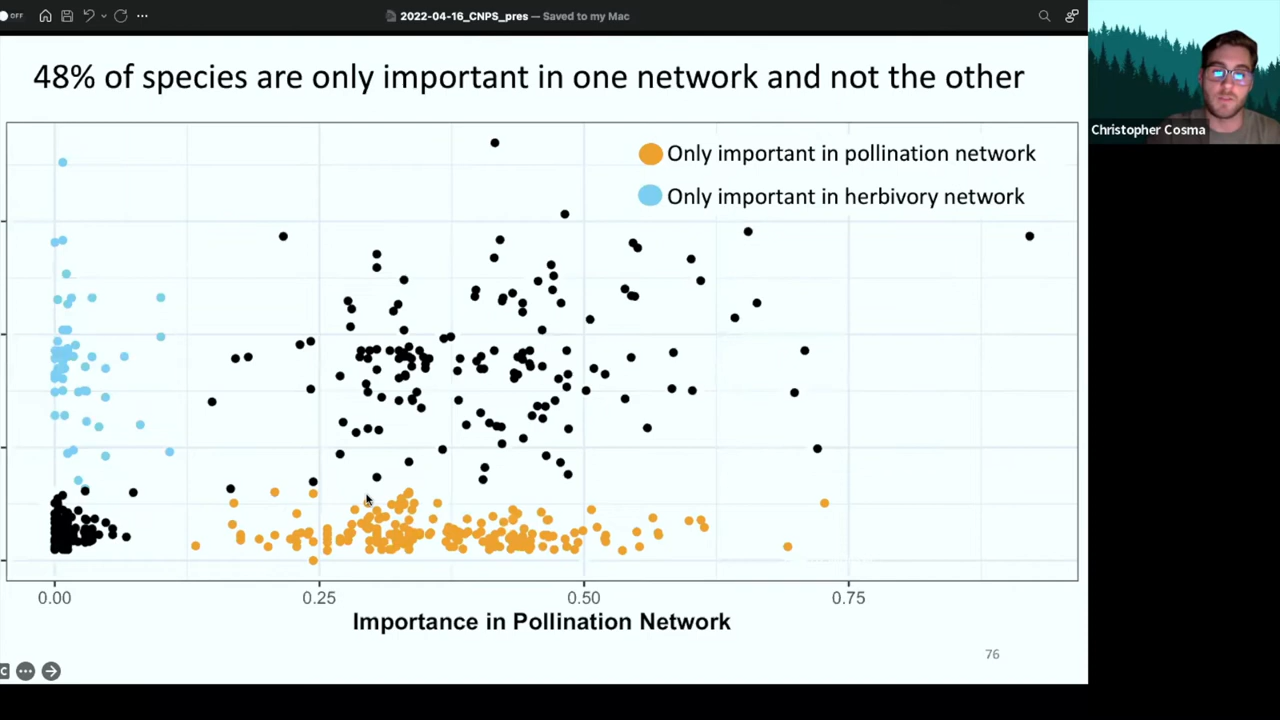 OFF
2022-04-16_CNPS_pres — Saved to my Mac
48% of species are only important in one network and not the other
Only important in pollination network
Only important in herbivory network
Christopher Cosma
0.00 0.25 0.50 0.75
Importance in Pollination Network
76